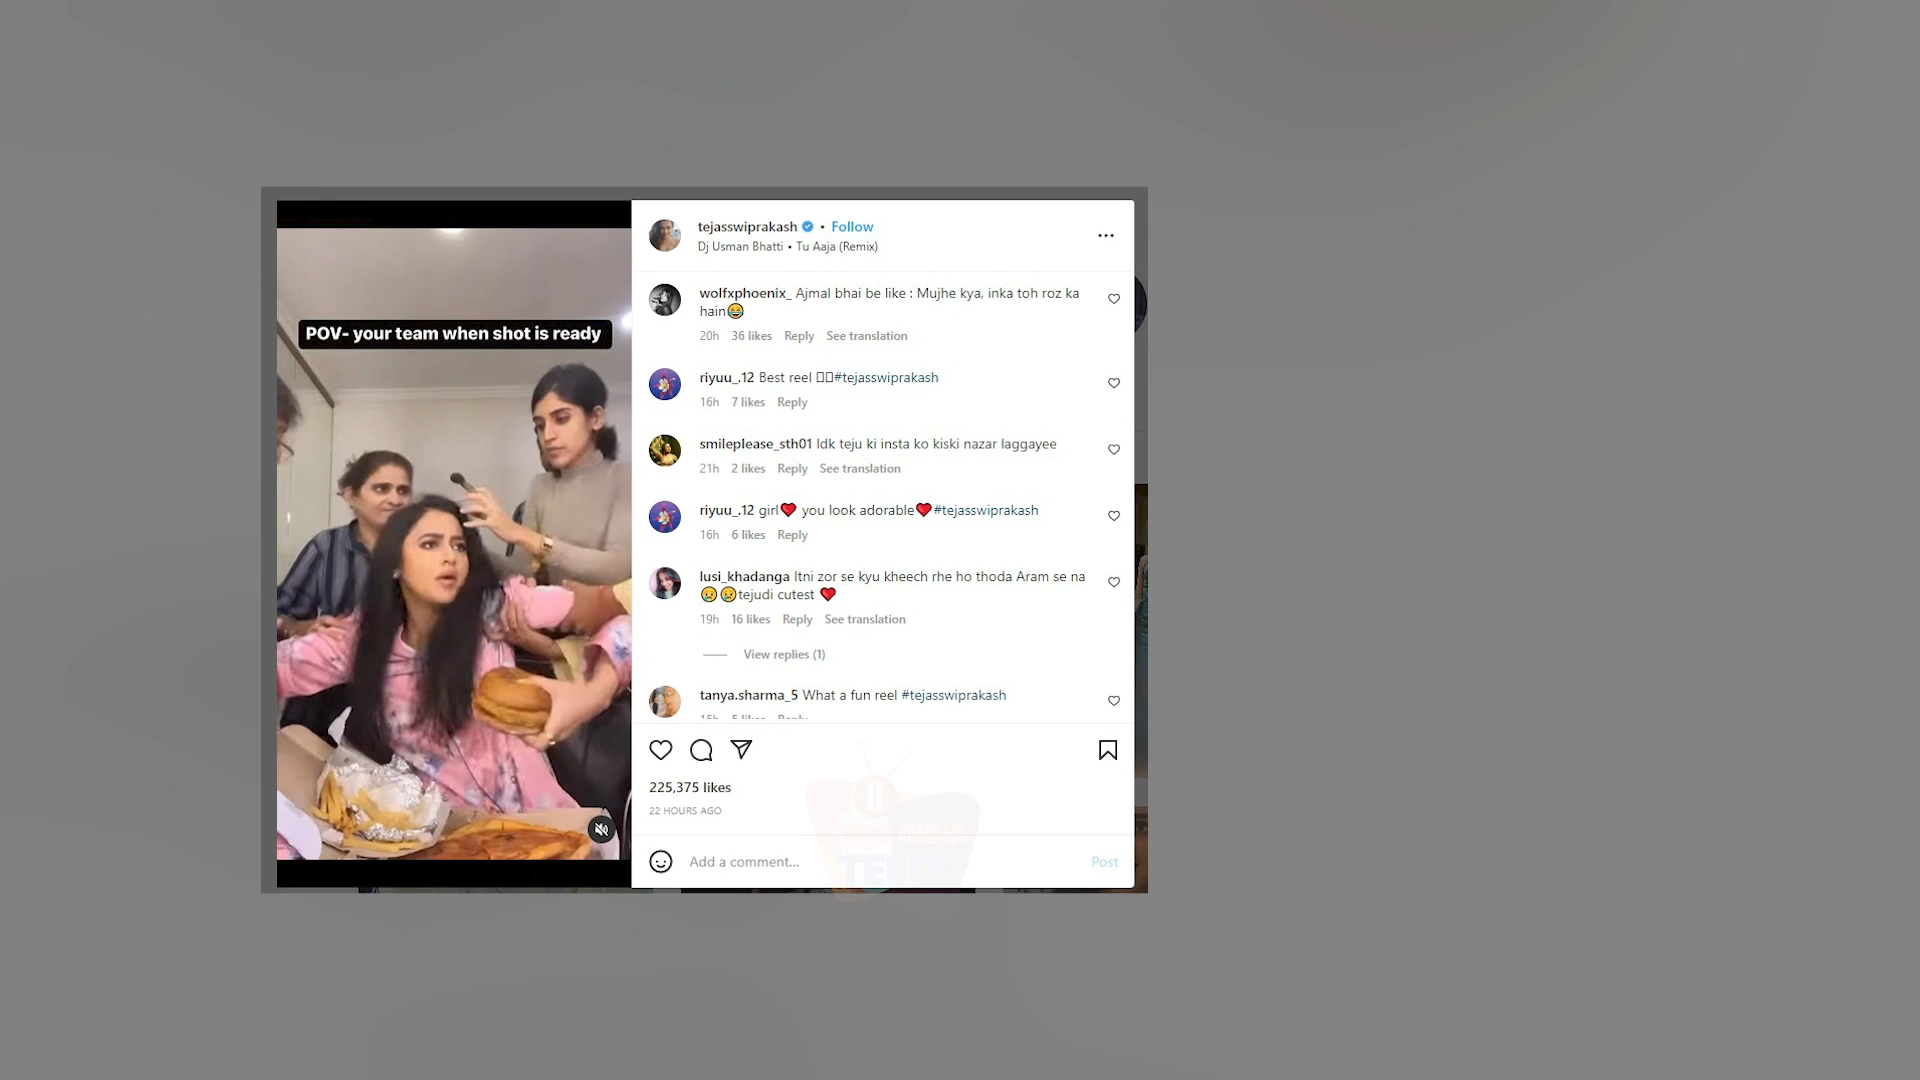 POV- your team when shot is ready
tejasswiprakash • Follow
Dj Usman Bhatti • Tu Aaja (Remix)
wolfxphoenix_ Ajmal bhai be like : Mujhe kya, inka toh roz ka
hain😂
20h 36 likes Reply See translation
riyuu_.12 Best reel #tejasswiprakash
16h 7 likes Reply
smileplease_sth01 Idk teju ki insta ko kiski nazar laggayee
21h 2 likes Reply See translation
riyuu_.12 girl❤️ you look adorable❤️#tejasswiprakash
16h 6 likes Reply
lusi_khadanga Itni zor se kyu kheech rhe ho thoda Aram se na
😢😢tejudi cutest ❤️
19h 16 likes Reply See translation
View replies (1)
tanya.sharma_5 What a fun reel #tejasswiprakash
15h 5 likes Reply
225,375 likes
22 HOURS AGO
Add a comment... Post